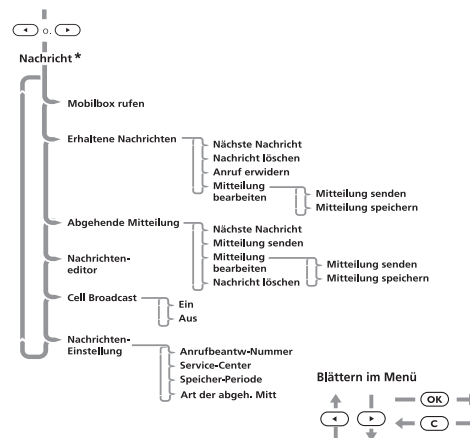 o.
Nachricht*
Mobilbox rufen
Erhaltene Nachrichten
Nächste Nachricht
Nachricht löschen
Anruf erwidern
Mitteilung
bearbeiten
Mitteilung senden
Mitteilung speichern
Abgehende Mitteilung
Nächste Nachricht
Mitteilung senden
Mitteilung
bearbeiten
Nachricht löschen
Mitteilung senden
Mitteilung speichern
Nachrichten-
editor
Cell Broadcast
Ein
Aus
Nachrichten-
Einstellung
Anrufbeantw-Nummer
Service-Center
Speicher-Periode
Art der abgeh. Mitt
Blättern im Menü
OK
C